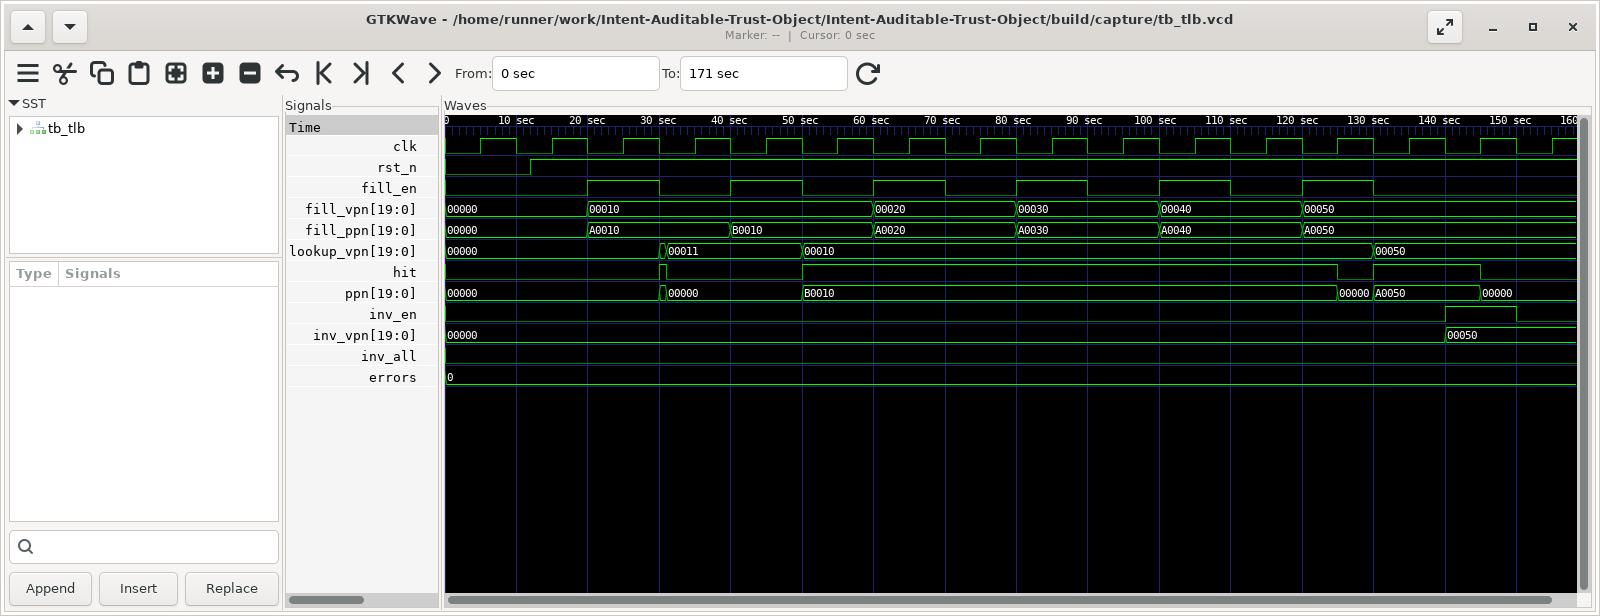 GTKWave - /home/runner/work/Intent-Auditable-Trust-Object/Intent-Auditable-Trust-Object/build/capture/tb_tlb.vcd
Marker: -- | Cursor: 0 sec
From: 0 sec To: 171 sec
SST
tb_tlb
Type Signals
Append Insert Replace
Signals
Time
clk
rst_n
fill_en
fill_vpn[19:0]
fill_ppn[19:0]
lookup_vpn[19:0]
hit
ppn[19:0]
inv_en
inv_vpn[19:0]
inv_all
errors
Waves
0 10 sec 20 sec 30 sec 40 sec 50 sec 60 sec 70 sec 80 sec 90 sec 100 sec 110 sec 120 sec 130 sec 140 sec 150 sec 160
00000 00010 00020 00030 00040 00050
00000 A0010 B0010 A0020 A0030 A0040 A0050
00000 00011 00010 00050
00000 00000 B0010 00000 A0050 00000
00000 00050
0